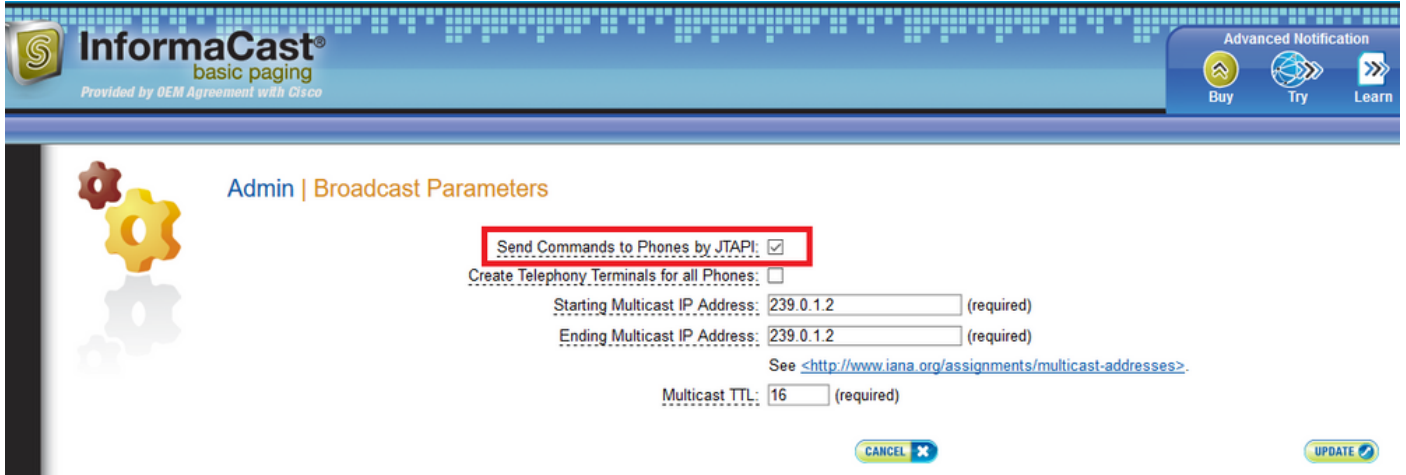 InformaCast®
basic paging
Provided by OEM Agreement with Cisco
Advanced Notification
Buy Try Learn
Admin | Broadcast Parameters
Send Commands to Phones by JTAPI:
Create Telephony Terminals for all Phones:
Starting Multicast IP Address: 239.0.1.2 (required)
Ending Multicast IP Address: 239.0.1.2 (required)
See <http://www.iana.org/assignments/multicast-addresses>.
Multicast TTL: 16 (required)
CANCEL UPDATE